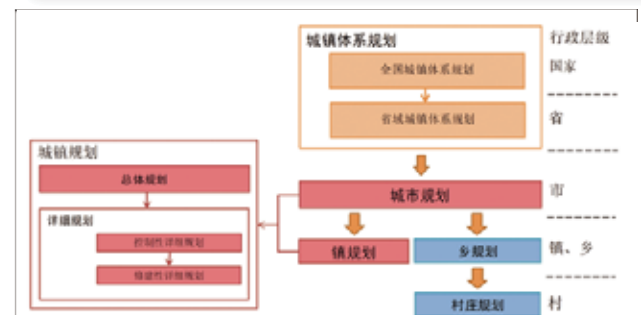 城镇体系规划
行政层级
全国城镇体系规划
国家
省域城镇体系规划
省
城镇规划
总体规划
城市规划
市
详细规划
控制性详细规划
镇规划
乡规划
镇、乡
修建性详细规划
村庄规划
村